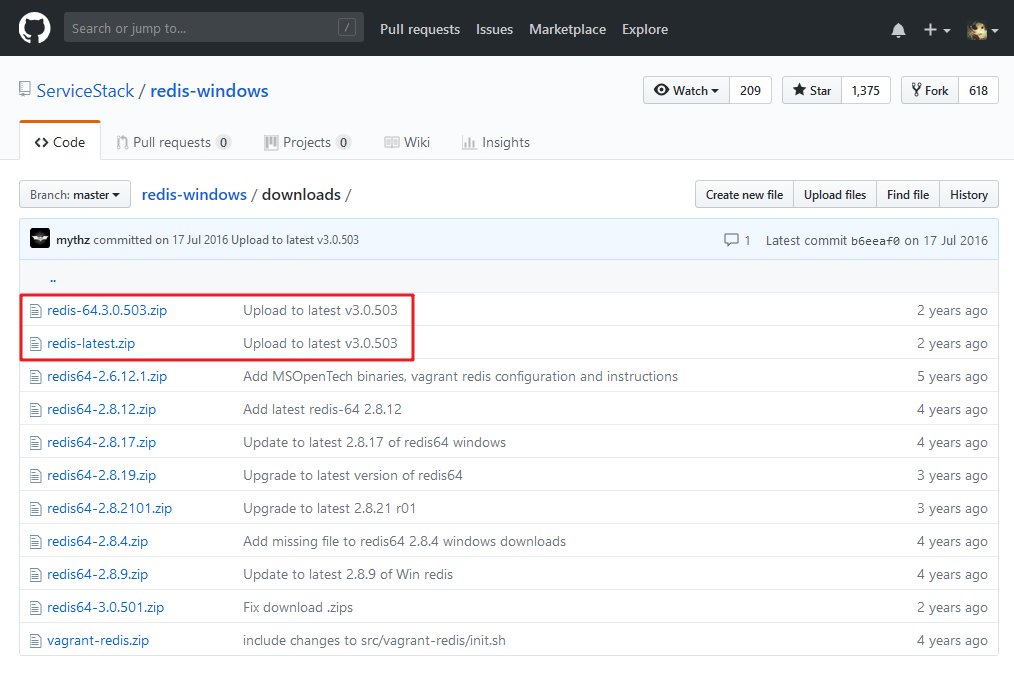 Search or jump to... / Pull requests Issues Marketplace Explore
ServiceStack / redis-windows Watch 209 Star 1,375 Fork 618
Code Pull requests 0 Projects 0 Wiki Insights
Branch: master redis-windows / downloads / Create new file Upload files Find file History
mythz committed on 17 Jul 2016 Upload to latest v3.0.503 1 Latest commit b6eeaf0 on 17 Jul 2016
..
redis-64.3.0.503.zip Upload to latest v3.0.503 2 years ago
redis-latest.zip Upload to latest v3.0.503 2 years ago
redis64-2.6.12.1.zip Add MSOpenTech binaries, vagrant redis configuration and instructions 5 years ago
redis64-2.8.12.zip Add latest redis-64 2.8.12 4 years ago
redis64-2.8.17.zip Update to latest 2.8.17 of redis64 windows 4 years ago
redis64-2.8.19.zip Upgrade to latest version of redis64 3 years ago
redis64-2.8.2101.zip Upgrade to latest 2.8.21 r01 3 years ago
redis64-2.8.4.zip Add missing file to redis64 2.8.4 windows downloads 4 years ago
redis64-2.8.9.zip Update to latest 2.8.9 of Win redis 4 years ago
redis64-3.0.501.zip Fix download .zips 2 years ago
vagrant-redis.zip include changes to src/vagrant-redis/init.sh 4 years ago